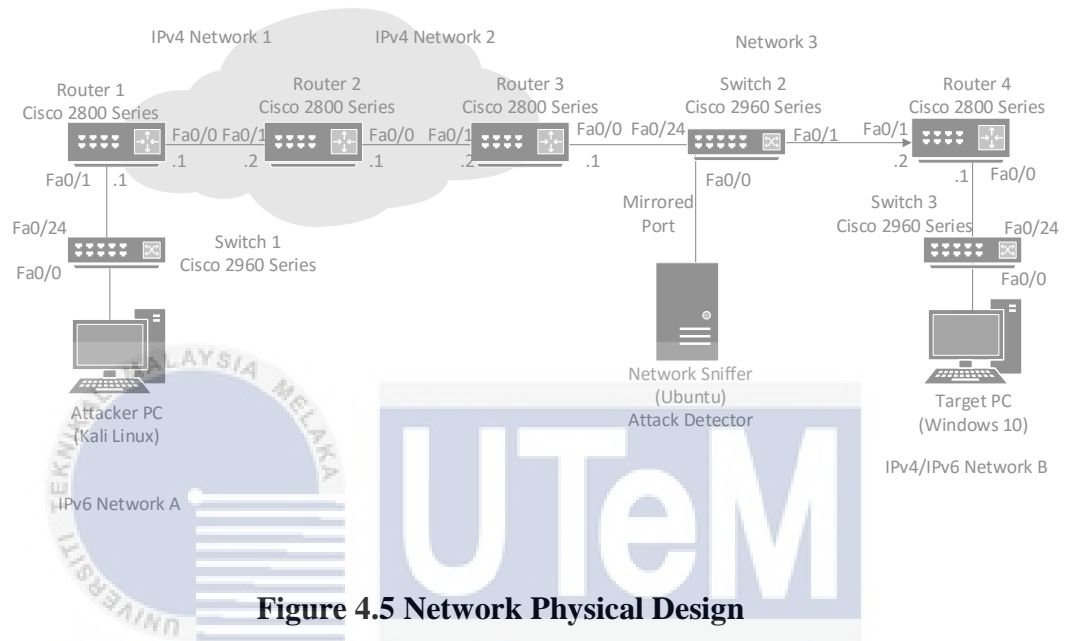 IPv4 Network 1
IPv4 Network 2
Network 3
Router 1
Cisco 2800 Series
Router 2
Cisco 2800 Series
Router 3
Cisco 2800 Series
Switch 2
Cisco 2960 Series
Router 4
Cisco 2800 Series
Fa0/0 Fa0/1
.1
.2
Fa0/0
Fa0/1
.1
.2
Fa0/0 Fa0/24
.1
Fa0/1
Fa0/1
.2
Fa0/1
.1
Fa0/0
.1
Fa0/0
Mirrored
Port
Fa0/24
Fa0/0
Switch 1
Cisco 2960 Series
Switch 3
Cisco 2960 Series
Fa0/24
Fa0/0
Attacker PC
(Kali Linux)
IPv6 Network A
Network Sniffer
(Ubuntu)
Attack Detector
Target PC
(Windows 10)
IPv4/IPv6 Network B
UNIVERSITI TEKNIKAL MALAYSIA MELAKA
UTeM
Figure 4.5 Network Physical Design